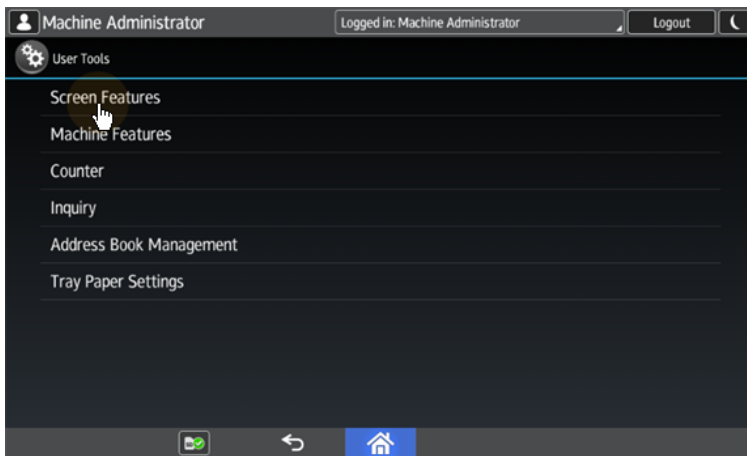 Machine Administrator
Logged in: Machine Administrator
Logout
User Tools
Screen Features
Machine Features
Counter
Inquiry
Address Book Management
Tray Paper Settings